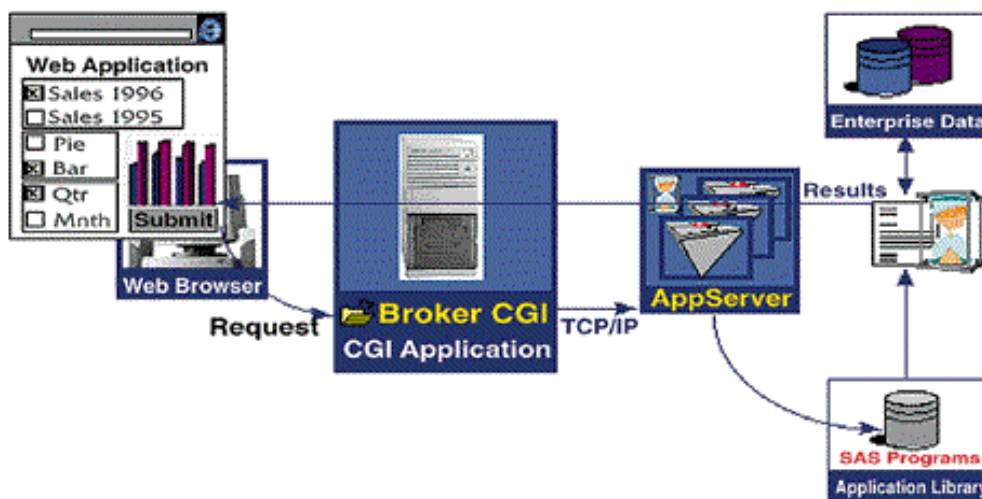 Web Application
Sales 1996
Sales 1995
Pie
Bar
Qtr
Mnth
Submit
Web Browser
Request
Broker CGI
CGI Application
TCP/IP
AppServer
Results
Enterprise Data
SAS Programs
Application Library